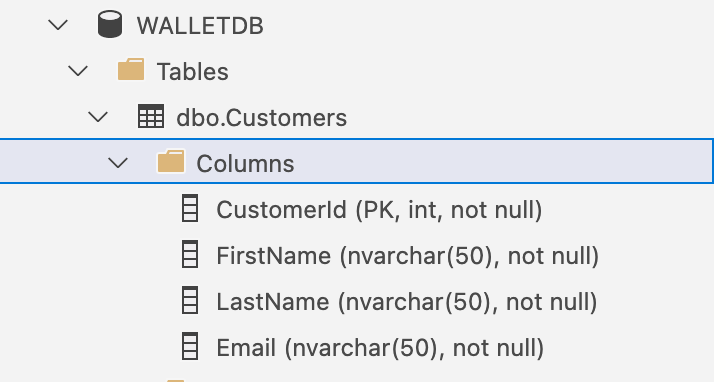 WALLETDB
Tables
dbo.Customers
Columns
CustomerId (PK, int, not null)
FirstName (nvarchar(50), not null)
LastName (nvarchar(50), not null)
Email (nvarchar(50), not null)